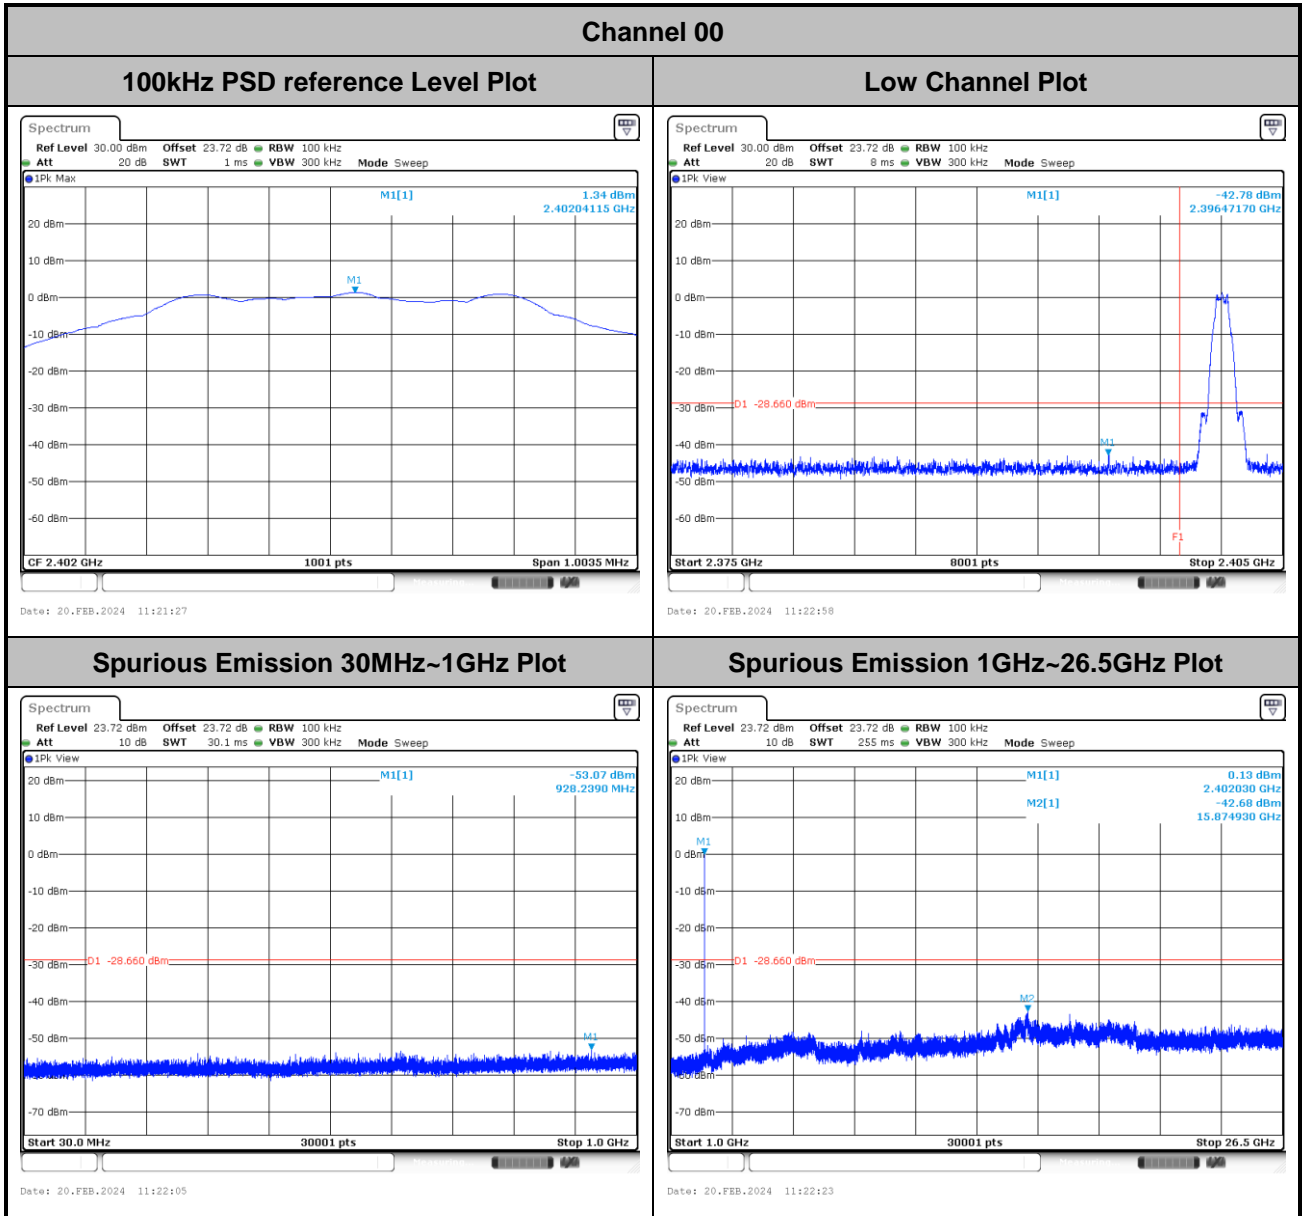 Channel 00
100kHz PSD reference Level Plot
Low Channel Plot
Spectrum
Ref Level 30.00 dBm Offset 23.72 dB RBW 100 kHz
Att 20 dB SWT 1 ms VBW 300 kHz Mode Sweep
1Pk Max
M1[1] 1.34 dBm
2.40204115 GHz
20 dBm
10 dBm
M1
0 dBm
-10 dBm
-20 dBm
-30 dBm
-40 dBm
-50 dBm
-60 dBm
CF 2.402 GHz 1001 pts Span 1.0035 MHz
Measuring
Date: 20.FEB.2024 11:21:27
Spectrum
Ref Level 30.00 dBm Offset 23.72 dB RBW 100 kHz
Att 20 dB SWT 8 ms VBW 300 kHz Mode Sweep
1Pk View
M1[1] -42.78 dBm
2.39647170 GHz
20 dBm
10 dBm
0 dBm
-10 dBm
-20 dBm
-30 dBm
D1 -28.660 dBm
-40 dBm
M1
-50 dBm
-60 dBm
F1
Start 2.375 GHz 8001 pts Stop 2.405 GHz
Measuring
Date: 20.FEB.2024 11:22:58
Spurious Emission 30MHz~1GHz Plot
Spurious Emission 1GHz~26.5GHz Plot
Spectrum
Ref Level 23.72 dBm Offset 23.72 dB RBW 100 kHz
Att 10 dB SWT 30.1 ms VBW 300 kHz Mode Sweep
1Pk View
M1[1] -53.07 dBm
928.2390 MHz
20 dBm
10 dBm
0 dBm
-10 dBm
-20 dBm
-30 dBm
D1 -28.660 dBm
-40 dBm
-50 dBm
M1
-60 dBm
-70 dBm
Start 30.0 MHz 30001 pts Stop 1.0 GHz
Measuring
Date: 20.FEB.2024 11:22:05
Spectrum
Ref Level 23.72 dBm Offset 23.72 dB RBW 100 kHz
Att 10 dB SWT 255 ms VBW 300 kHz Mode Sweep
1Pk View
M1[1] 0.13 dBm
2.402030 GHz
M2[1] -42.68 dBm
15.874930 GHz
20 dBm
10 dBm
M1
0 dBm
-10 dBm
-20 dBm
-30 dBm
D1 -28.660 dBm
-40 dBm
M2
-50 dBm
-60 dBm
-70 dBm
Start 1.0 GHz 30001 pts Stop 26.5 GHz
Measuring
Date: 20.FEB.2024 11:22:23